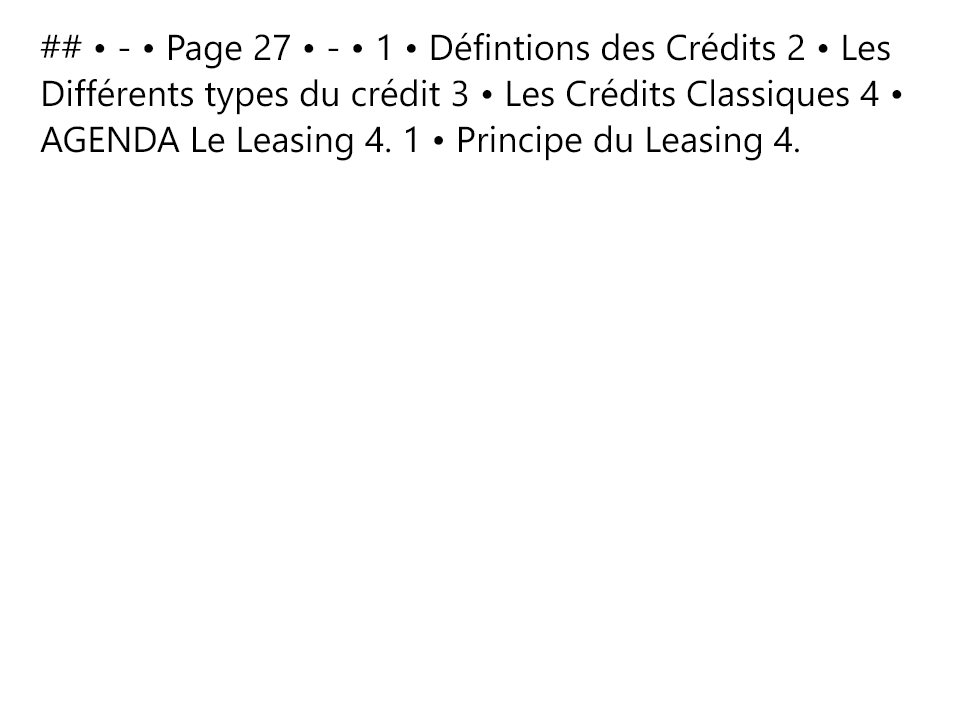 ## • - • Page 27 • - • 1 • Défintions des Crédits 2 • Les
Différents types du crédit 3 • Les Crédits Classiques 4 •
AGENDA Le Leasing 4. 1 • Principe du Leasing 4.